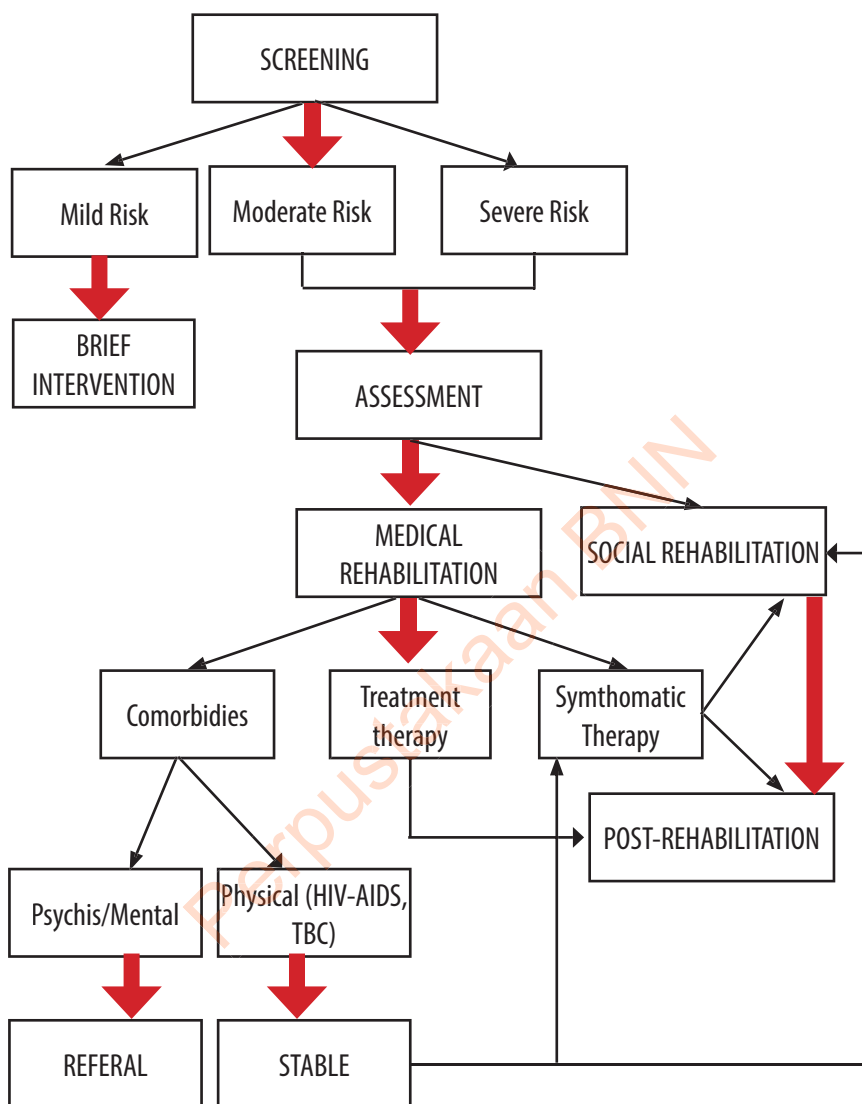 SCREENING
Mild Risk
Moderate Risk
Severe Risk
BRIEF
INTERVENTION
ASSESSMENT
MEDICAL
REHABILITATION
SOCIAL REHABILITATION
Comorbidies
Treatment
therapy
Symthomatic
Therapy
POST-REHABILITATION
Psychis/Mental
Physical (HIV-AIDS,
TBC)
REFERAL
STABLE
Perpustakaan BNN